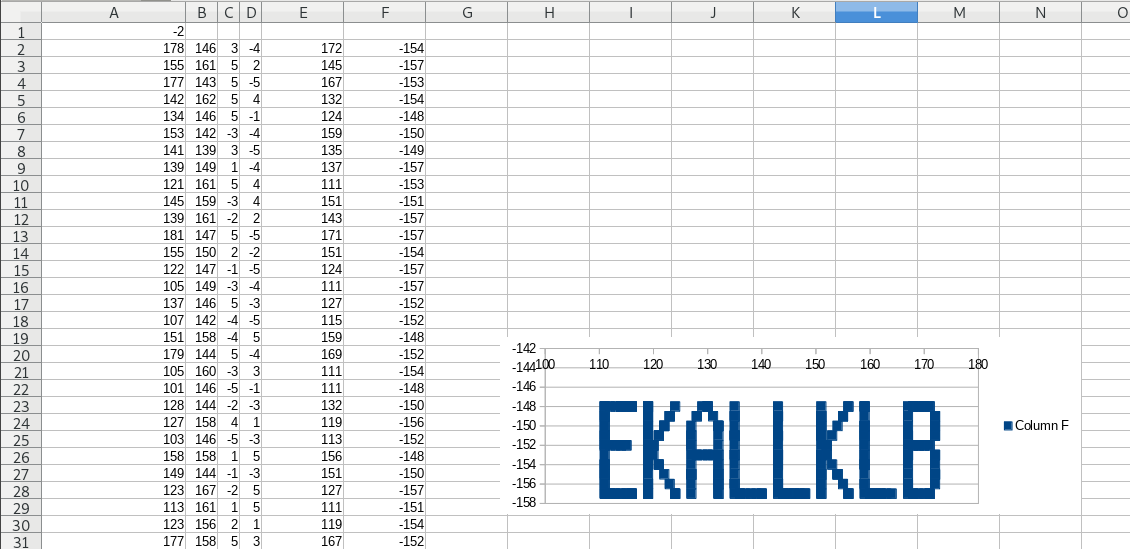 A B C D E F G H I J K L M N O
1 -2
2 178 146 3 -4 172 -154
3 155 161 5 2 145 -157
4 177 143 5 -5 167 -153
5 142 162 5 4 132 -154
6 134 146 5 -1 124 -148
7 153 142 -3 -4 159 -150
8 141 139 3 -5 135 -149
9 139 149 1 -4 137 -157
10 121 161 5 4 111 -153
11 145 159 -3 4 151 -151
12 139 161 -2 2 143 -157
13 181 147 5 -5 171 -157
14 155 150 2 -2 151 -154
15 122 147 -1 -5 124 -157
16 105 149 -3 -4 111 -157
17 137 146 5 -3 127 -152
18 107 142 -4 -5 115 -152
19 151 158 -4 5 159 -148
20 179 144 5 -4 169 -152
21 105 160 -3 3 111 -154
22 101 146 -5 -1 111 -148
23 128 144 -2 -3 132 -150
24 127 158 4 1 119 -156
25 103 146 -5 -3 113 -152
26 158 158 1 5 156 -148
27 149 144 -1 -3 151 -150
28 123 167 -2 5 127 -157
29 113 161 1 5 111 -151
30 123 156 2 1 119 -154
31 177 158 5 3 167 -152
-142
100 110 120 130 140 150 160 170 180
-144
-146
-148
-150
-152
-154
-156
-158
EKALLKLB
Column F